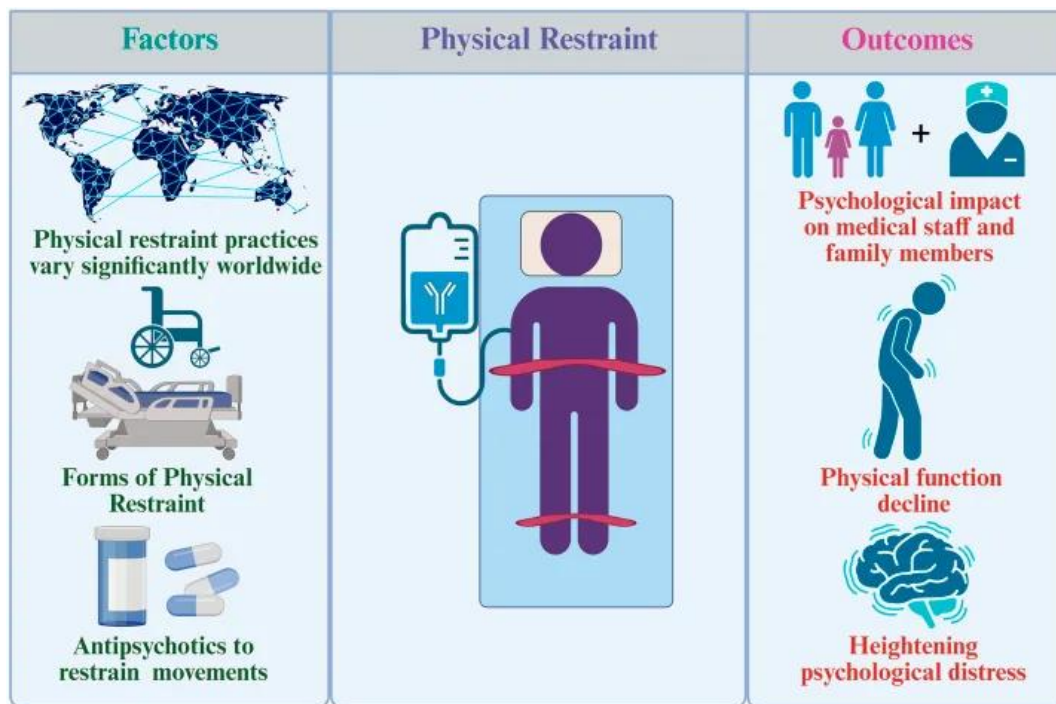 Factors
Physical restraint practices
vary significantly worldwide
Forms of Physical
Restraint
Antipsychotics to
restrain movements
Physical Restraint
Outcomes
Psychological impact
on medical staff and
family members
Physical function
decline
Heightening
psychological distress